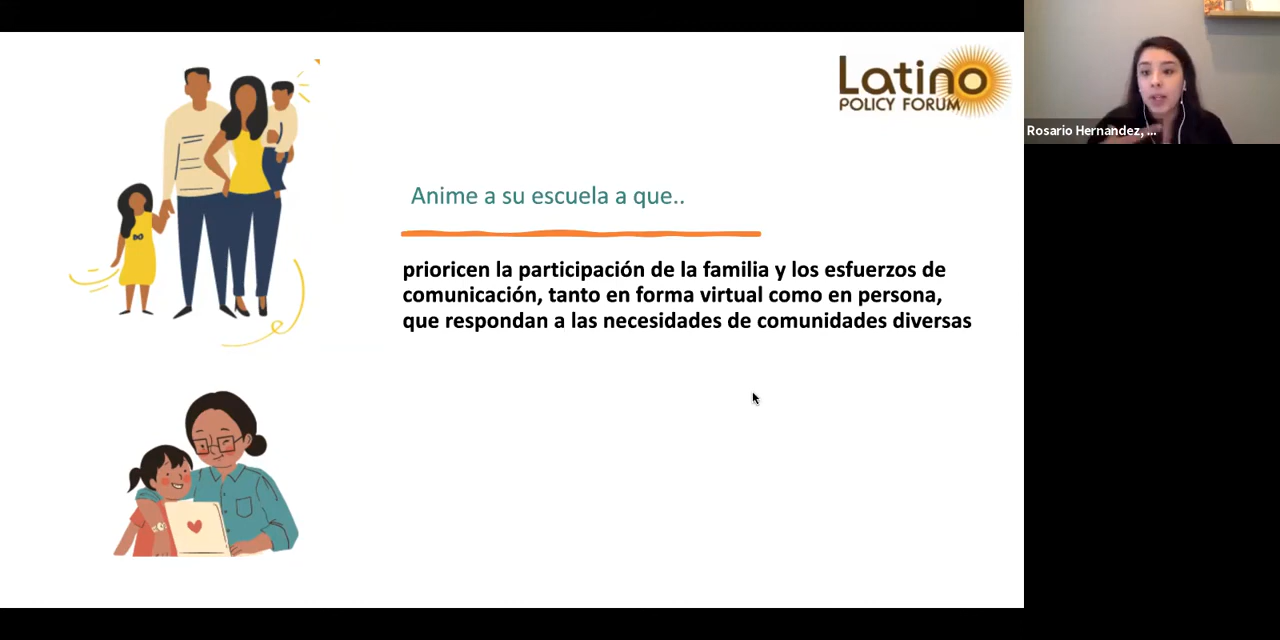 Latino
POLICY FORUM
Rosario Hernandez, ...
Anime a su escuela a que..
prioricen la participación de la familia y los esfuerzos de
comunicación, tanto en forma virtual como en persona,
que respondan a las necesidades de comunidades diversas